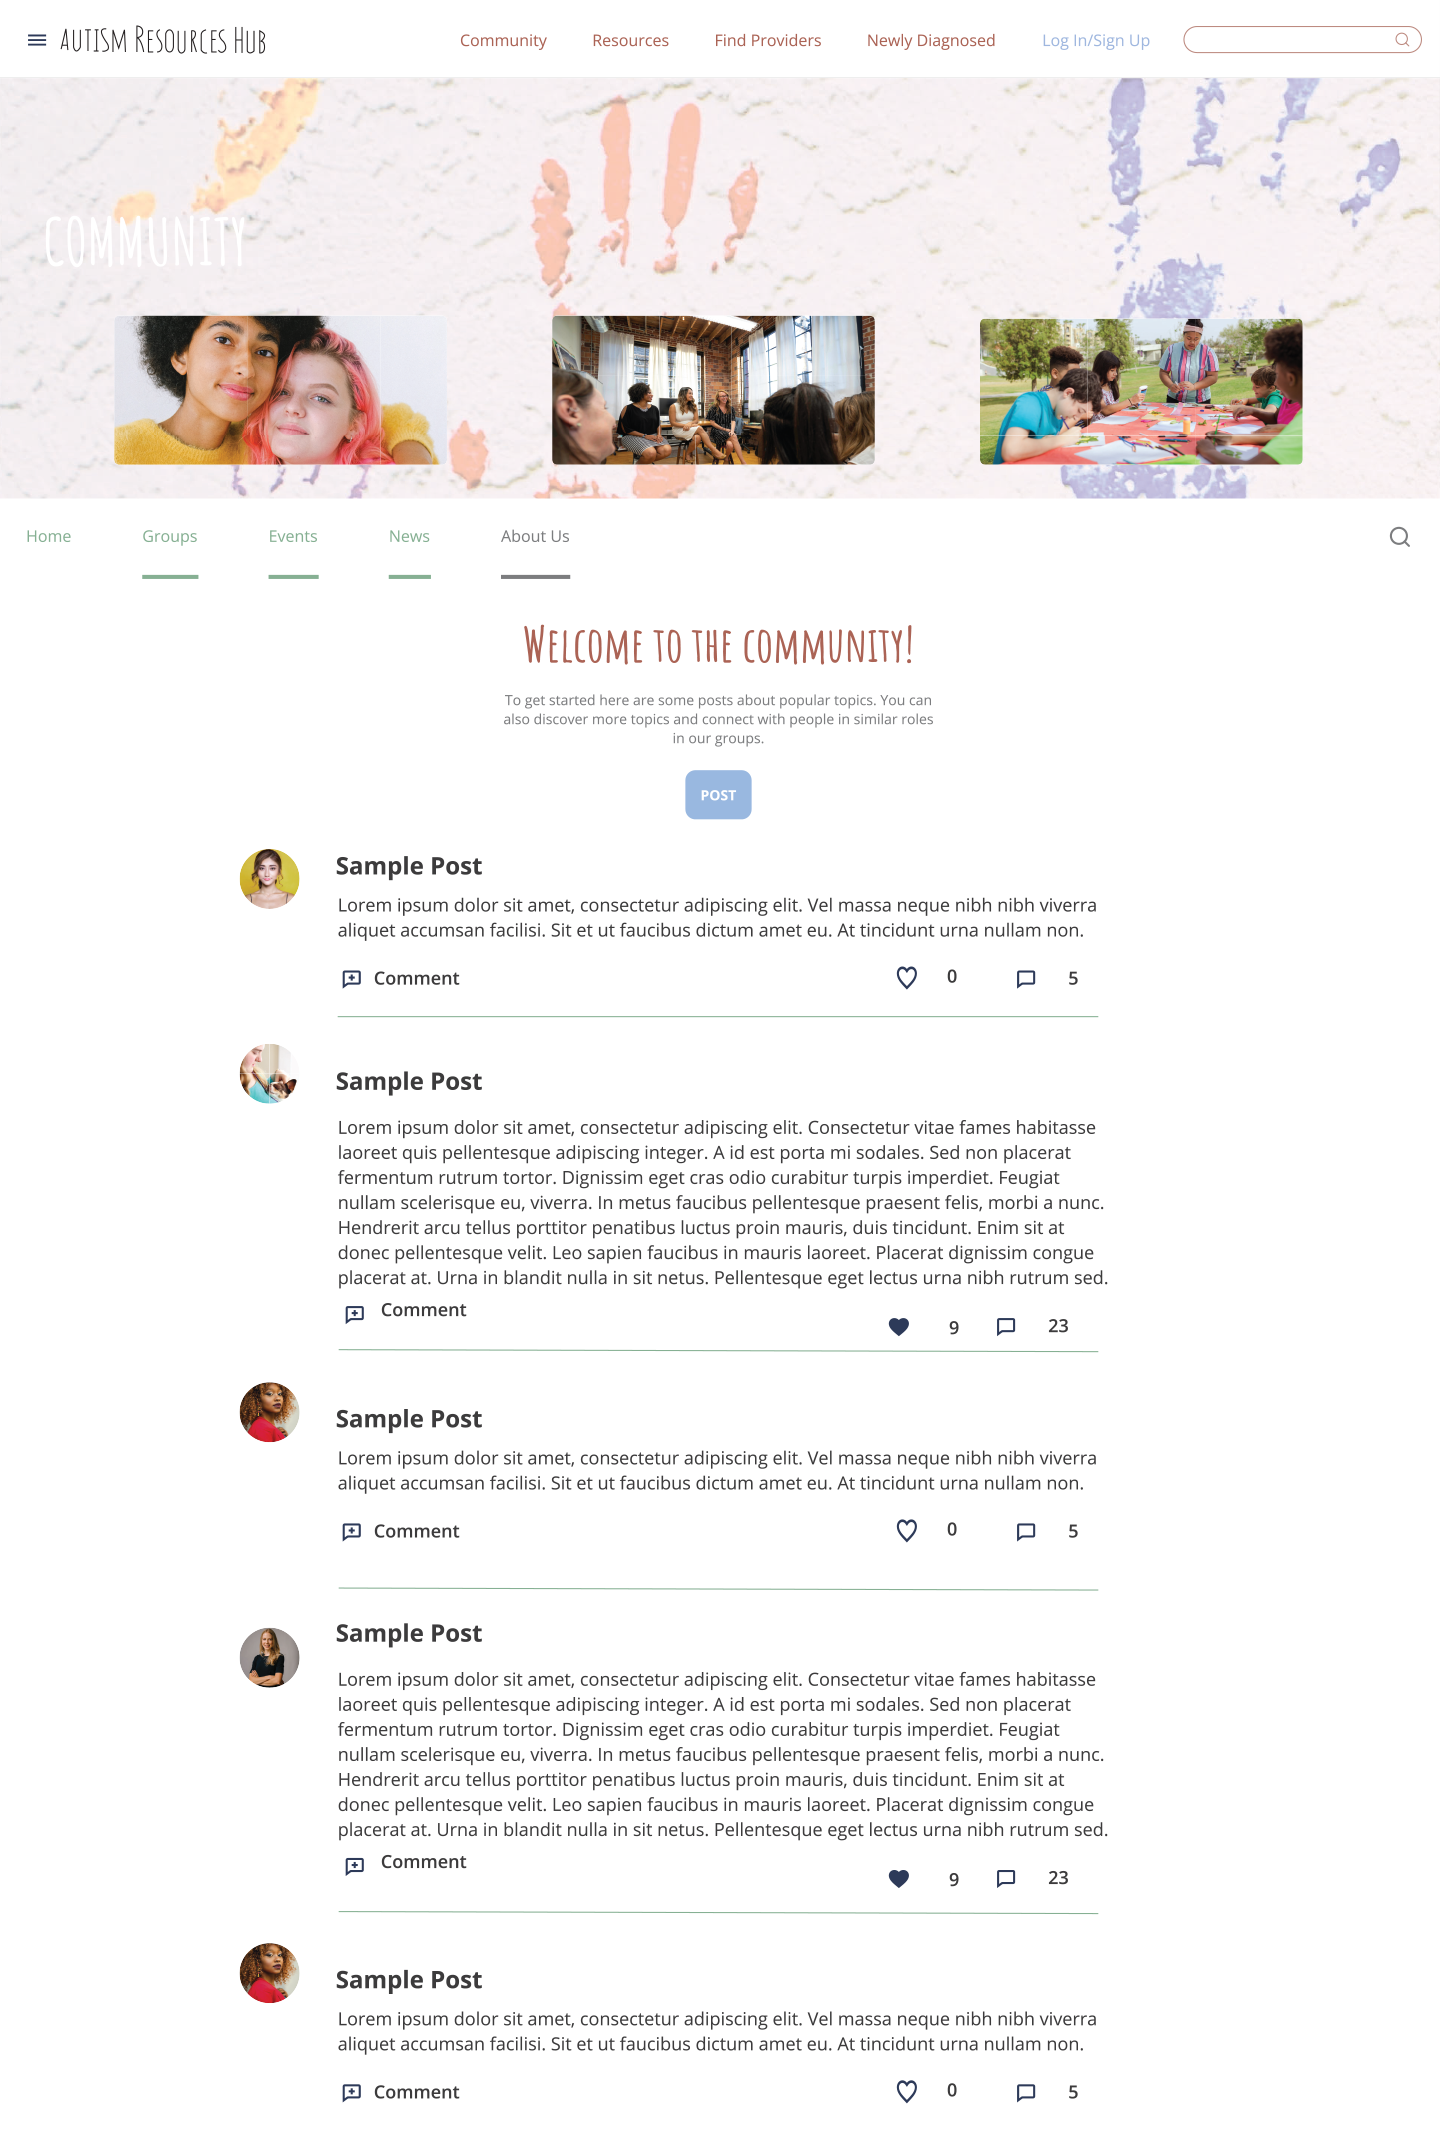 AUTISM RESOURCES HUB
Community Resources Find Providers Newly Diagnosed Log In/Sign Up
COMMUNITY
Home Groups Events News About Us
WELCOME TO THE COMMUNITY!
To get started here are some posts about popular topics. You can
also discover more topics and connect with people in similar roles
in our groups.
POST
Sample Post
Lorem ipsum dolor sit amet, consectetur adipiscing elit. Vel massa neque nibh nibh viverra
aliquet accumsan facilisi. Sit et ut faucibus dictum amet eu. At tincidunt urna nullam non.
Comment 0 5
Sample Post
Lorem ipsum dolor sit amet, consectetur adipiscing elit. Consectetur vitae fames habitasse
laoreet quis pellentesque adipiscing integer. A id est porta mi sodales. Sed non placerat
fermentum rutrum tortor. Dignissim eget cras odio curabitur turpis imperdiet. Feugiat
nullam scelerisque eu, viverra. In metus faucibus pellentesque praesent felis, morbi a nunc.
Hendrerit arcu tellus porttitor penatibus luctus proin mauris, duis tincidunt. Enim sit at
donec pellentesque velit. Leo sapien faucibus in mauris laoreet. Placerat dignissim congue
placerat at. Urna in blandit nulla in sit netus. Pellentesque eget lectus urna nibh rutrum sed.
Comment 9 23
Sample Post
Lorem ipsum dolor sit amet, consectetur adipiscing elit. Vel massa neque nibh nibh viverra
aliquet accumsan facilisi. Sit et ut faucibus dictum amet eu. At tincidunt urna nullam non.
Comment 0 5
Sample Post
Lorem ipsum dolor sit amet, consectetur adipiscing elit. Consectetur vitae fames habitasse
laoreet quis pellentesque adipiscing integer. A id est porta mi sodales. Sed non placerat
fermentum rutrum tortor. Dignissim eget cras odio curabitur turpis imperdiet. Feugiat
nullam scelerisque eu, viverra. In metus faucibus pellentesque praesent felis, morbi a nunc.
Hendrerit arcu tellus porttitor penatibus luctus proin mauris, duis tincidunt. Enim sit at
donec pellentesque velit. Leo sapien faucibus in mauris laoreet. Placerat dignissim congue
placerat at. Urna in blandit nulla in sit netus. Pellentesque eget lectus urna nibh rutrum sed.
Comment 9 23
Sample Post
Lorem ipsum dolor sit amet, consectetur adipiscing elit. Vel massa neque nibh nibh viverra
aliquet accumsan facilisi. Sit et ut faucibus dictum amet eu. At tincidunt urna nullam non.
Comment 0 5